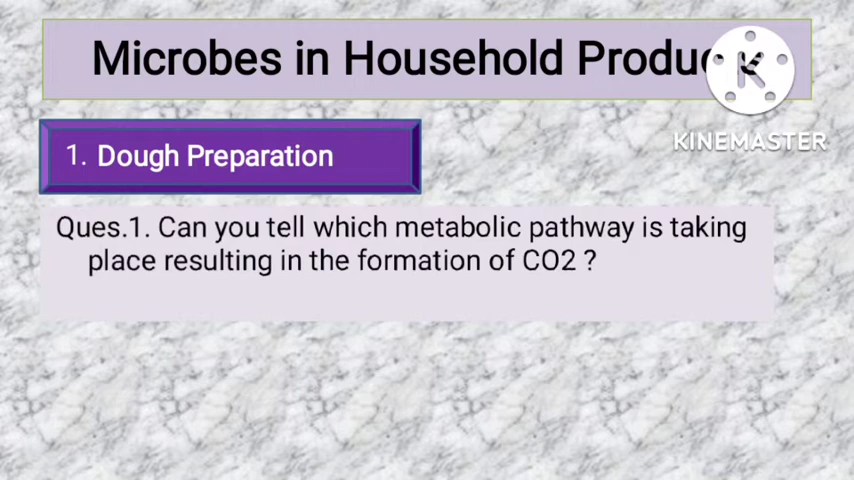 Microbes in Household
K
KINEMASTER
1. Dough Preparation
Ques.1. Can you tell which metabolic pathway is taking
place resulting in the formation of CO2 ?